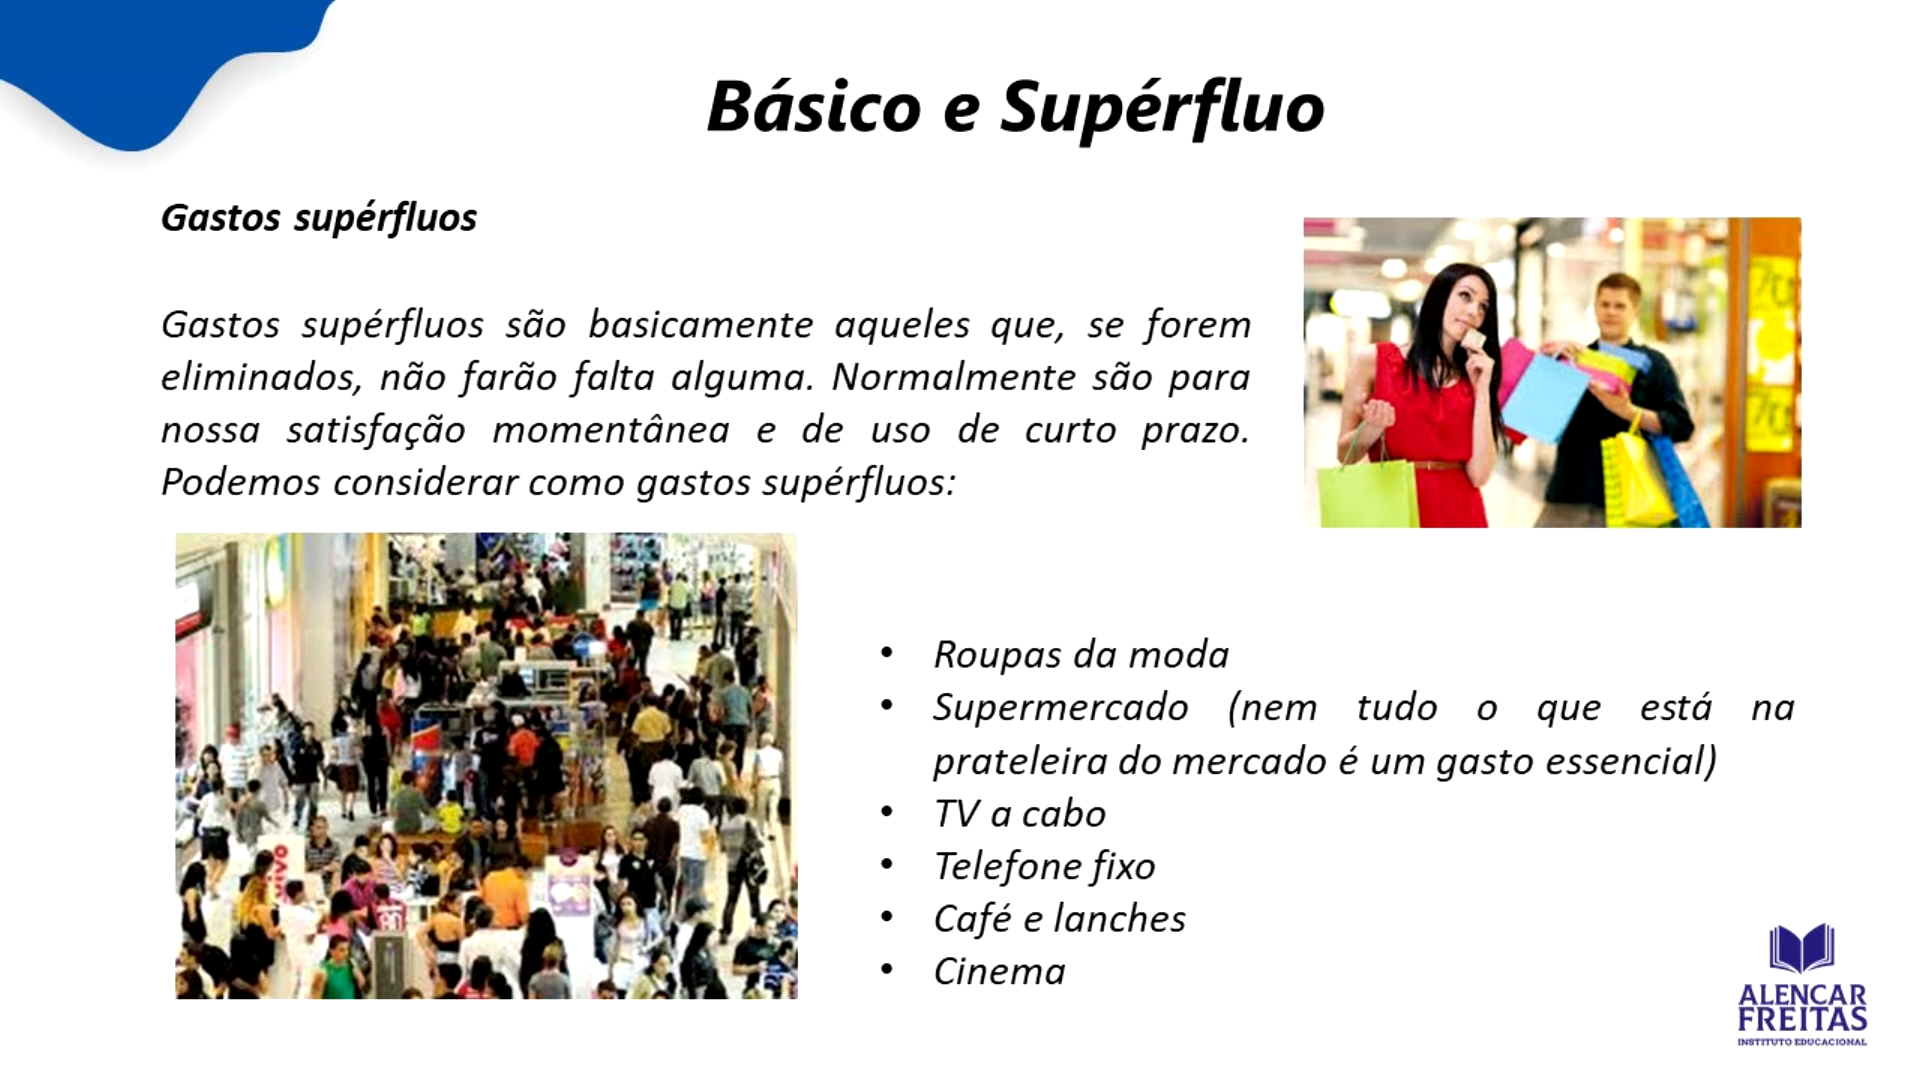 Básico e Supérfluo
Gastos supérfluos
Gastos supérfluos são basicamente aqueles que, se forem
eliminados, não farão falta alguma. Normalmente são para
nossa satisfação momentânea e de uso de curto prazo.
Podemos considerar como gastos supérfluos:
70
70
vivo
• Roupas da moda
• Supermercado (nem tudo o que está na
prateleira do mercado é um gasto essencial)
• TV a cabo
• Telefone fixo
• Café e lanches
• Cinema
ALENCAR
FREITAS
INSTITUTO EDUCACIONAL